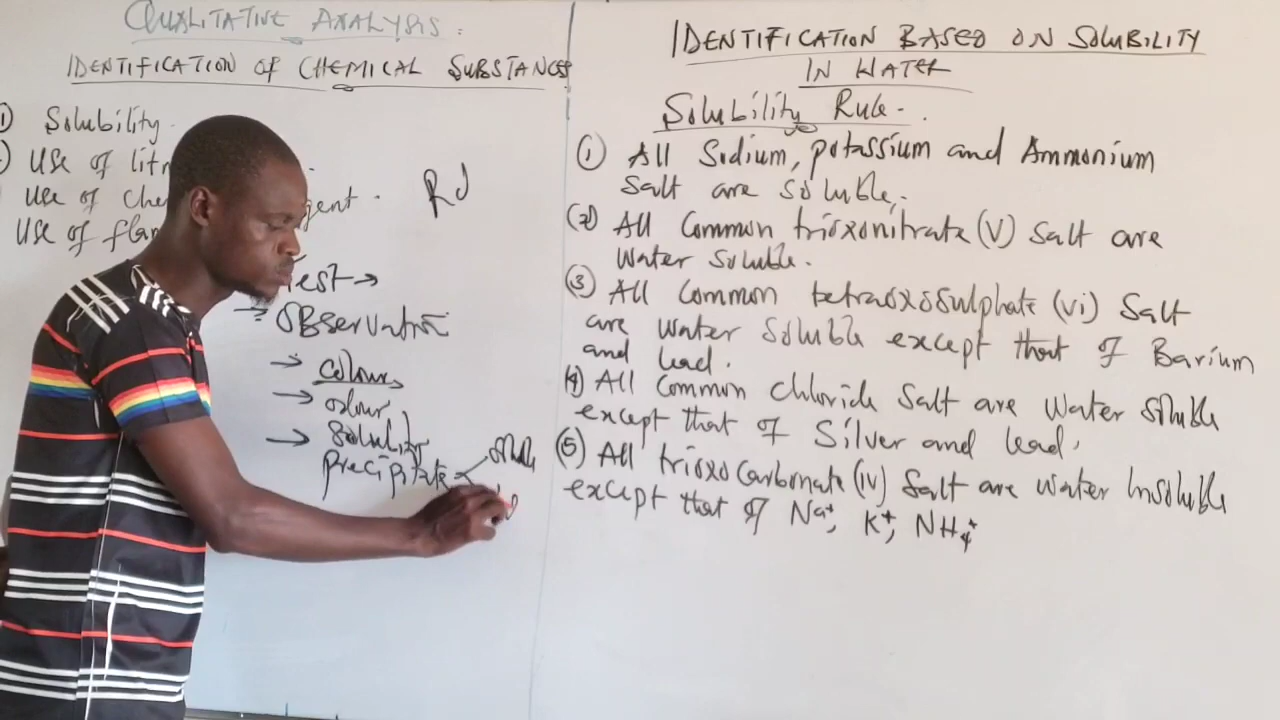 QUALITATIVE ANALYSIS.
IDENTIFICATION OF CHEMICAL SUBSTANCES
1) Solubility.
Use of
Use of
Use of
Rd
Test →
→ Observation
→ Colour
→ odour
→ Solubility
precipitate
IDENTIFICATION BASED ON SOLUBILITY
IN WATER
Solubility Rule.
(1) All Sodium, potassium and Ammonium
Salt are soluble,
(2) All Common trioxonitrate (V) Salt are
Water Soluble.
(3) All Common tetraoxosulphate (vi) Salt
are water Soluble except that of Barium
and lead.
(4) All Common Chloride Salt are Water Soluble
except that of Silver and lead,
(5) All trioxocarbonate (iv) Salt are Water Insoluble
except that of Na⁺, K⁺, NH₄⁺